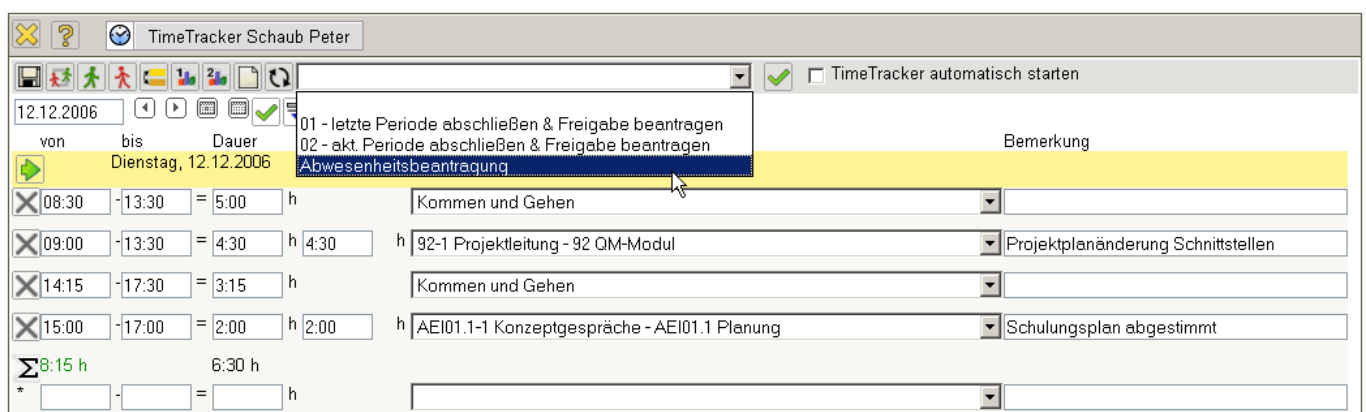 TimeTracker Schaub Peter
TimeTracker automatisch starten
12.12.2006
01 - letzte Periode abschließen & Freigabe beantragen
02 - akt. Periode abschließen & Freigabe beantragen
Abwesenheitsbeantragung
von bis Dauer Bemerkung
Dienstag, 12.12.2006
08:30 - 13:30 = 5:00 h Kommen und Gehen
09:00 - 13:30 = 4:30 h 4:30 h 92-1 Projektleitung - 92 QM-Modul Projektplanänderung Schnittstellen
14:15 - 17:30 = 3:15 h Kommen und Gehen
15:00 - 17:00 = 2:00 h 2:00 h AEI01.1-1 Konzeptgespräche - AEI01.1 Planung Schulungsplan abgestimmt
Σ 8:15 h 6:30 h
* - = h